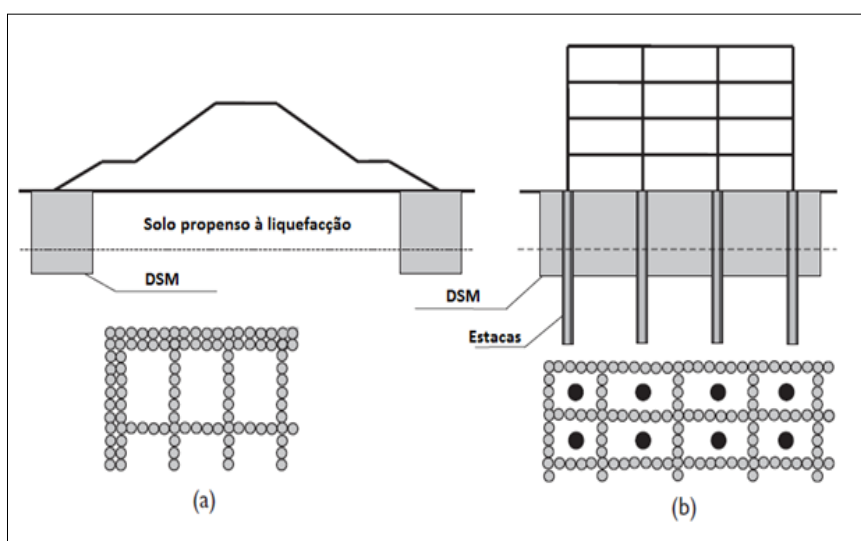 Solo propenso à liquefacção
DSM
(a)
DSM
Estacas
(b)